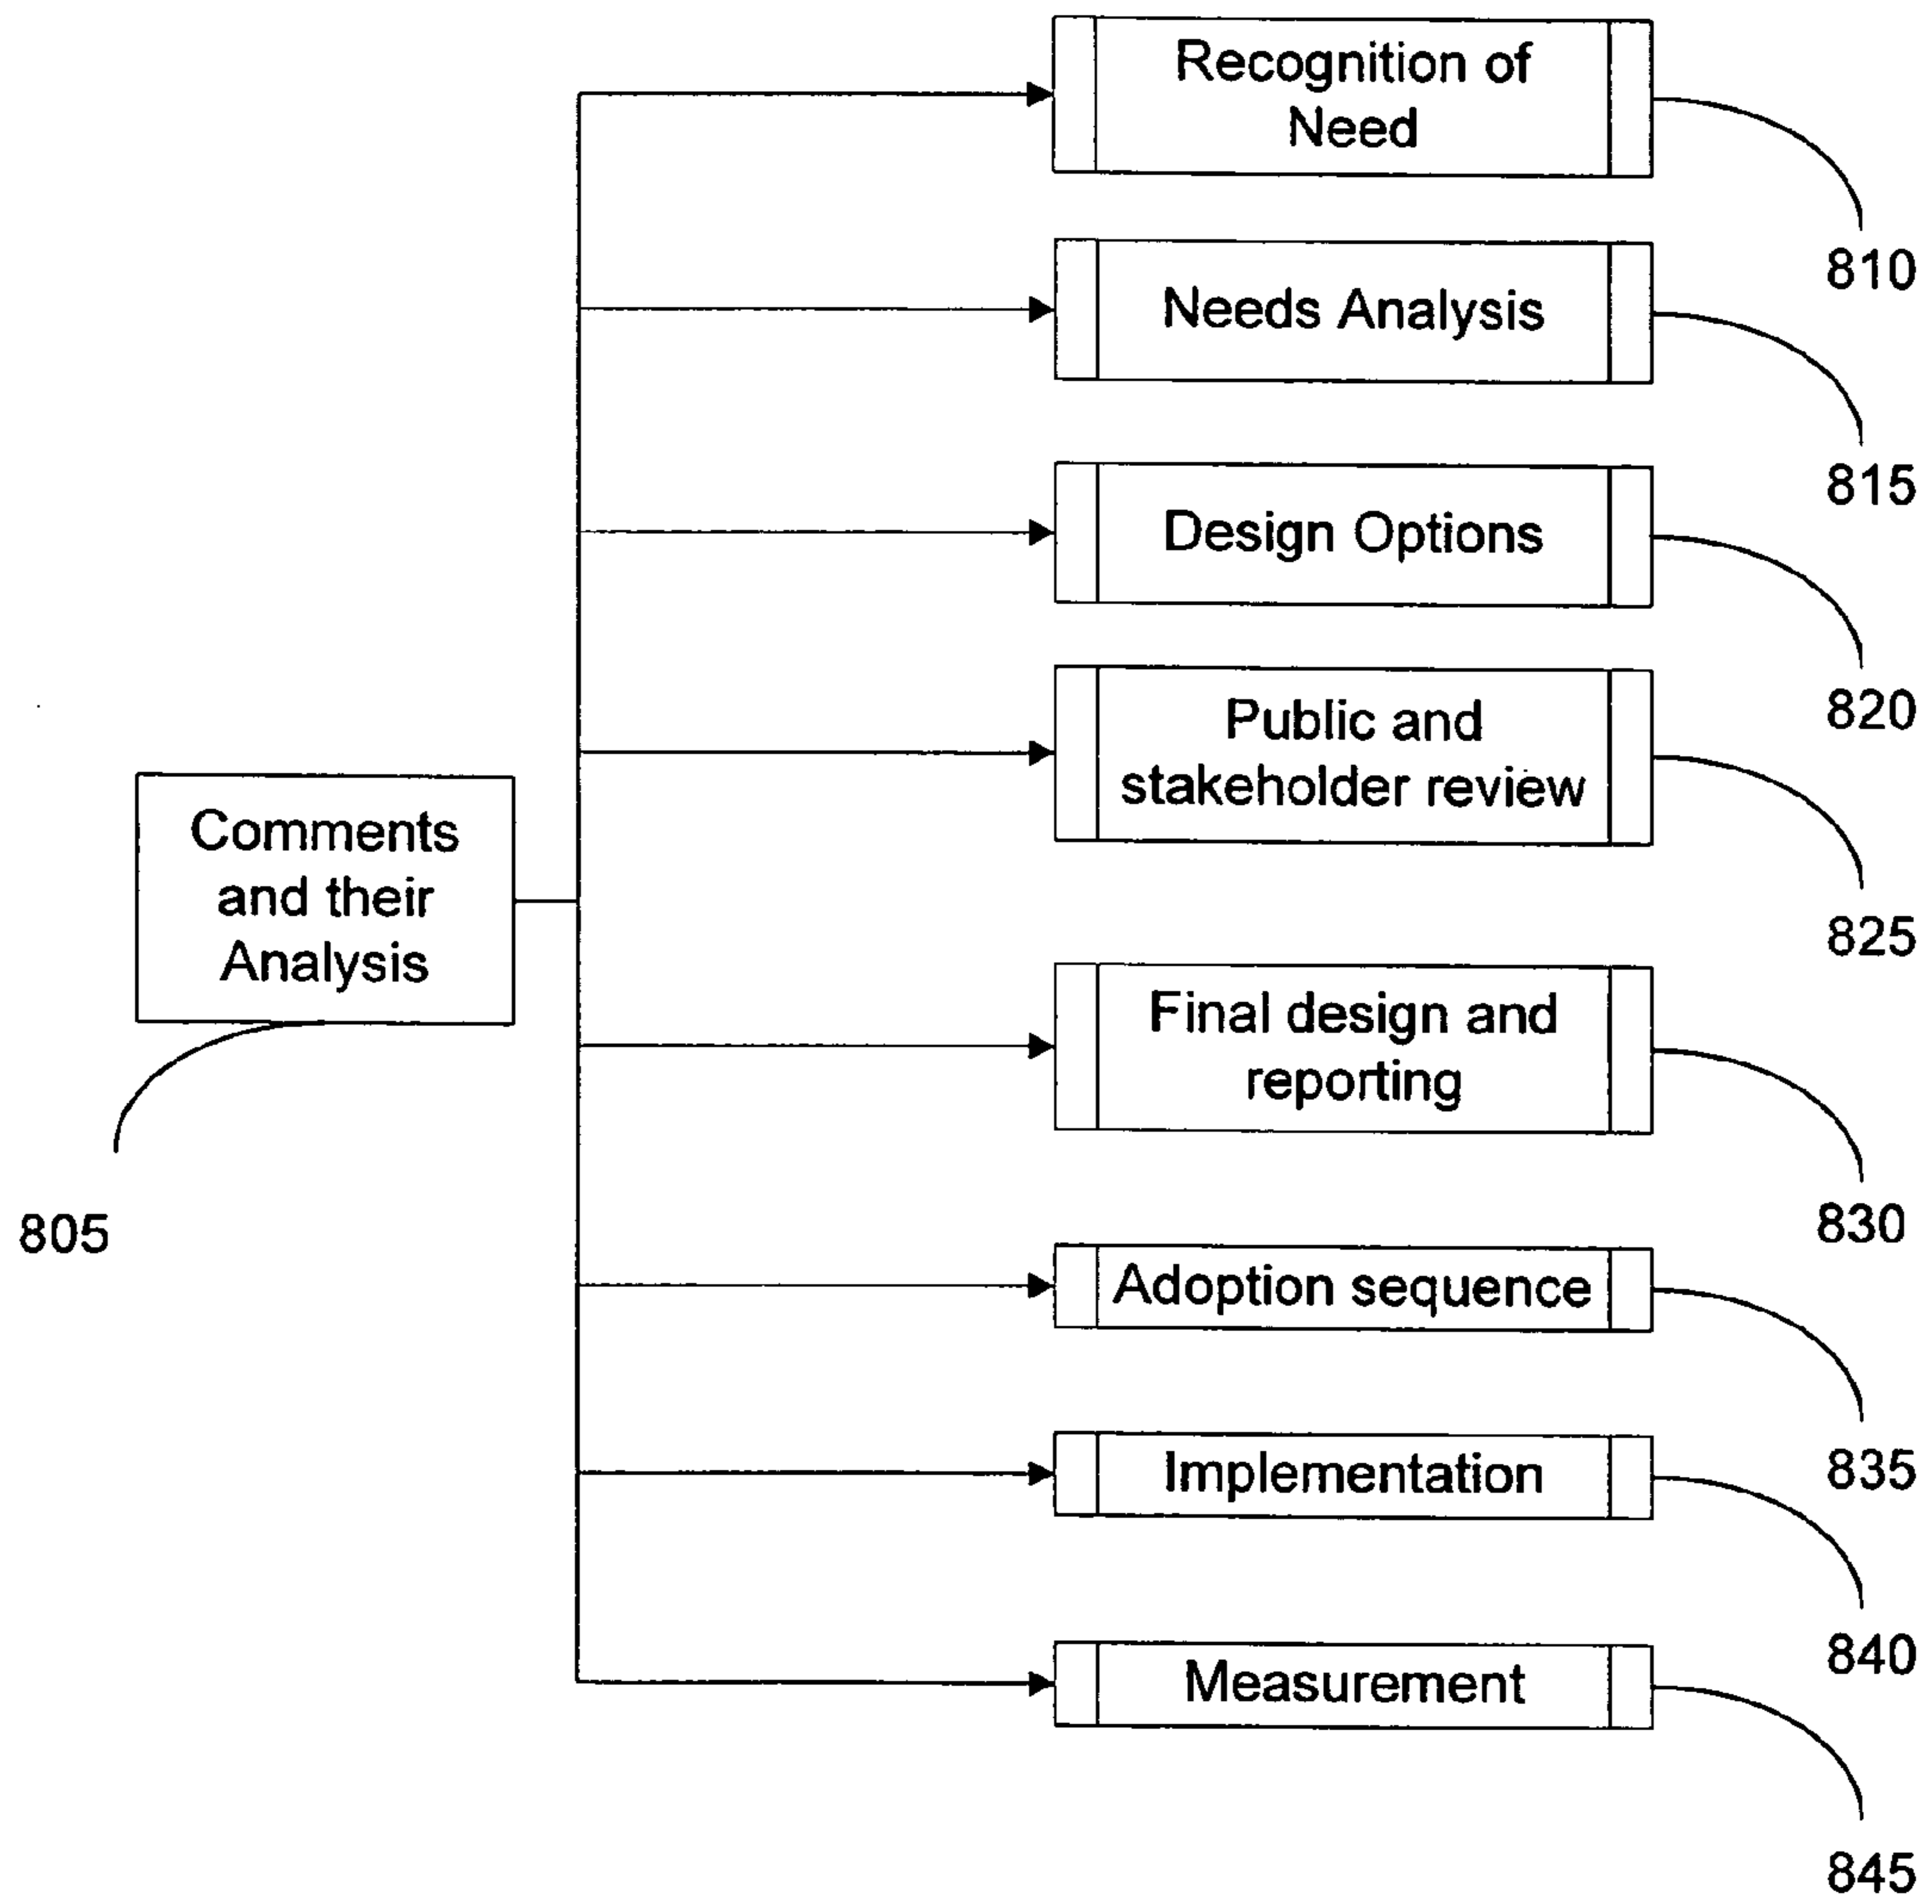 Recognition of
Need
810
Needs Analysis
815
Design Options
820
Public and
stakeholder review
825
Comments
and their
Analysis
805
Final design and
reporting
830
Adoption sequence
835
Implementation
840
Measurement
845